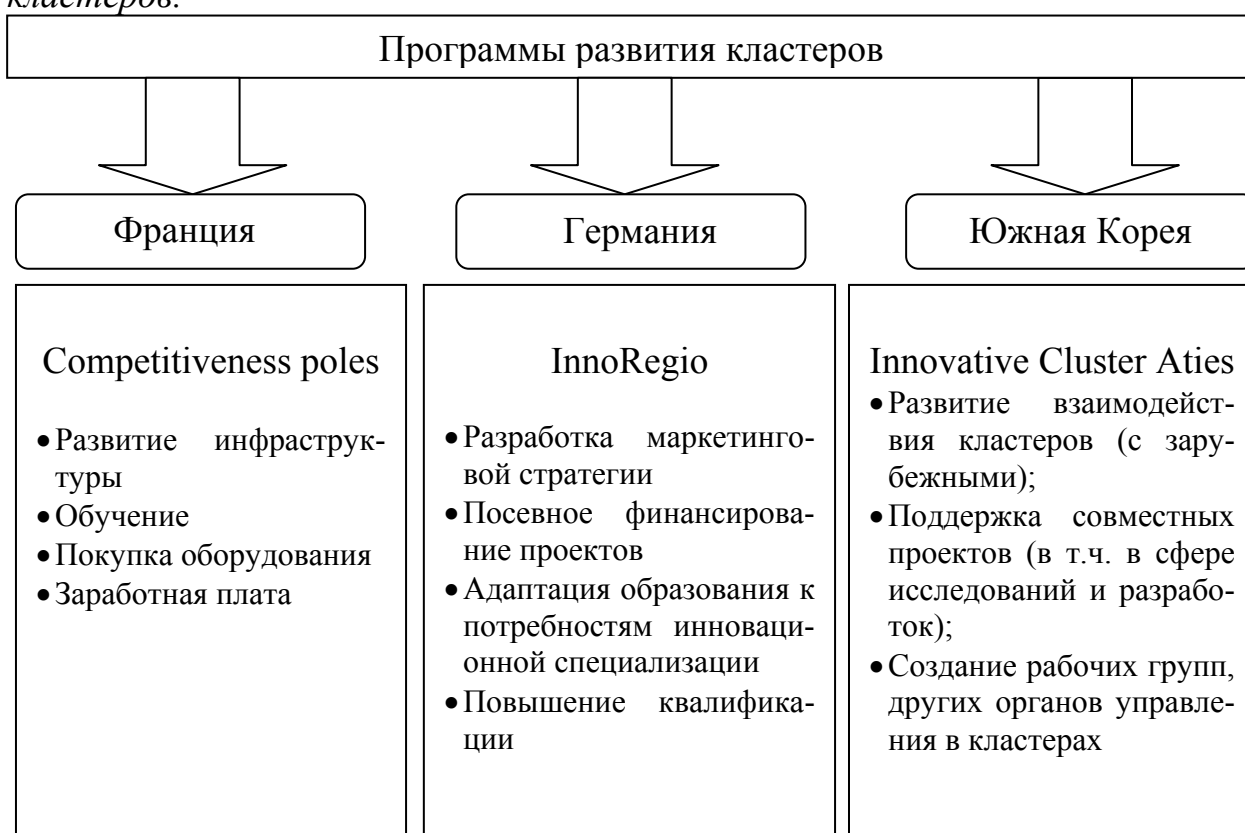 кластеров.
Программы развития кластеров
Франция
Германия
Южная Корея
Competitiveness poles
• Развитие инфраструк-
туры
• Обучение
• Покупка оборудования
• Заработная плата
InnoRegio
• Разработка маркетинго-
вой стратегии
• Посевное финансирова-
ние проектов
• Адаптация образования к
потребностям инноваци-
онной специализации
• Повышение квалифика-
ции
Innovative Cluster Aties
• Развитие взаимодейст-
вия кластеров (с зару-
бежными);
• Поддержка совместных
проектов (в т.ч. в сфере
исследований и разрабо-
ток);
• Создание рабочих групп,
других органов управле-
ния в кластерах